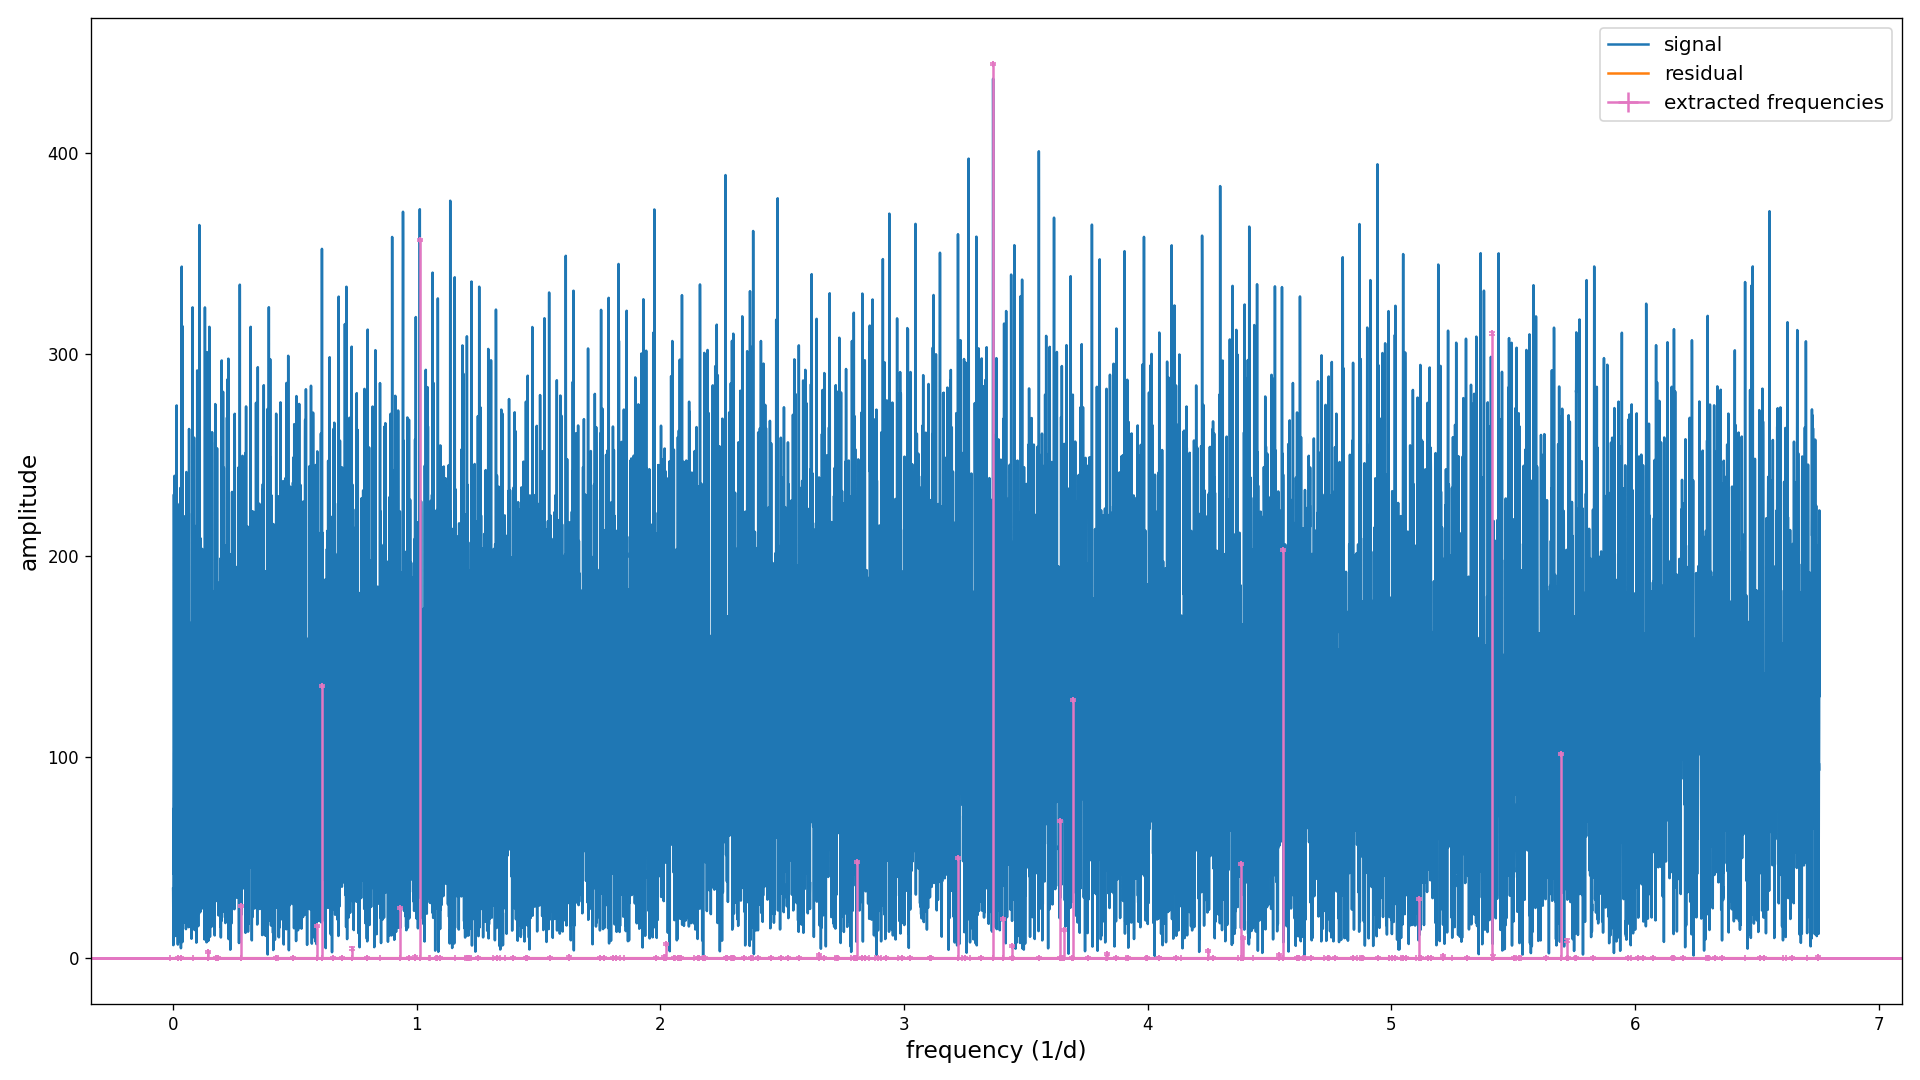 signal
residual
extracted frequencies
amplitude
400
300
200
100
0
0 1 2 3 4 5 6 7
frequency (1/d)